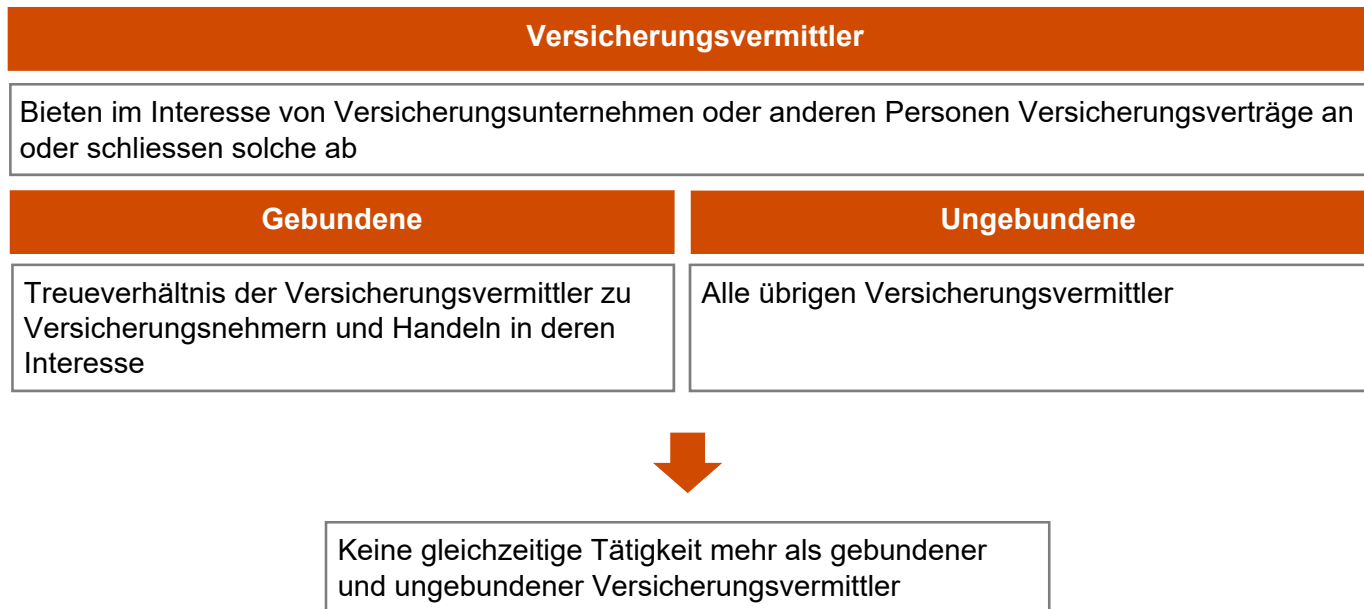 Versicherungsvermittler
Bieten im Interesse von Versicherungsunternehmen oder anderen Personen Versicherungsverträge an
oder schliessen solche ab
Gebundene
Ungebundene
Treueverhältnis der Versicherungsvermittler zu
Versicherungsnehmern und Handeln in deren
Interesse
Alle übrigen Versicherungsvermittler
Keine gleichzeitige Tätigkeit mehr als gebundener
und ungebundener Versicherungsvermittler